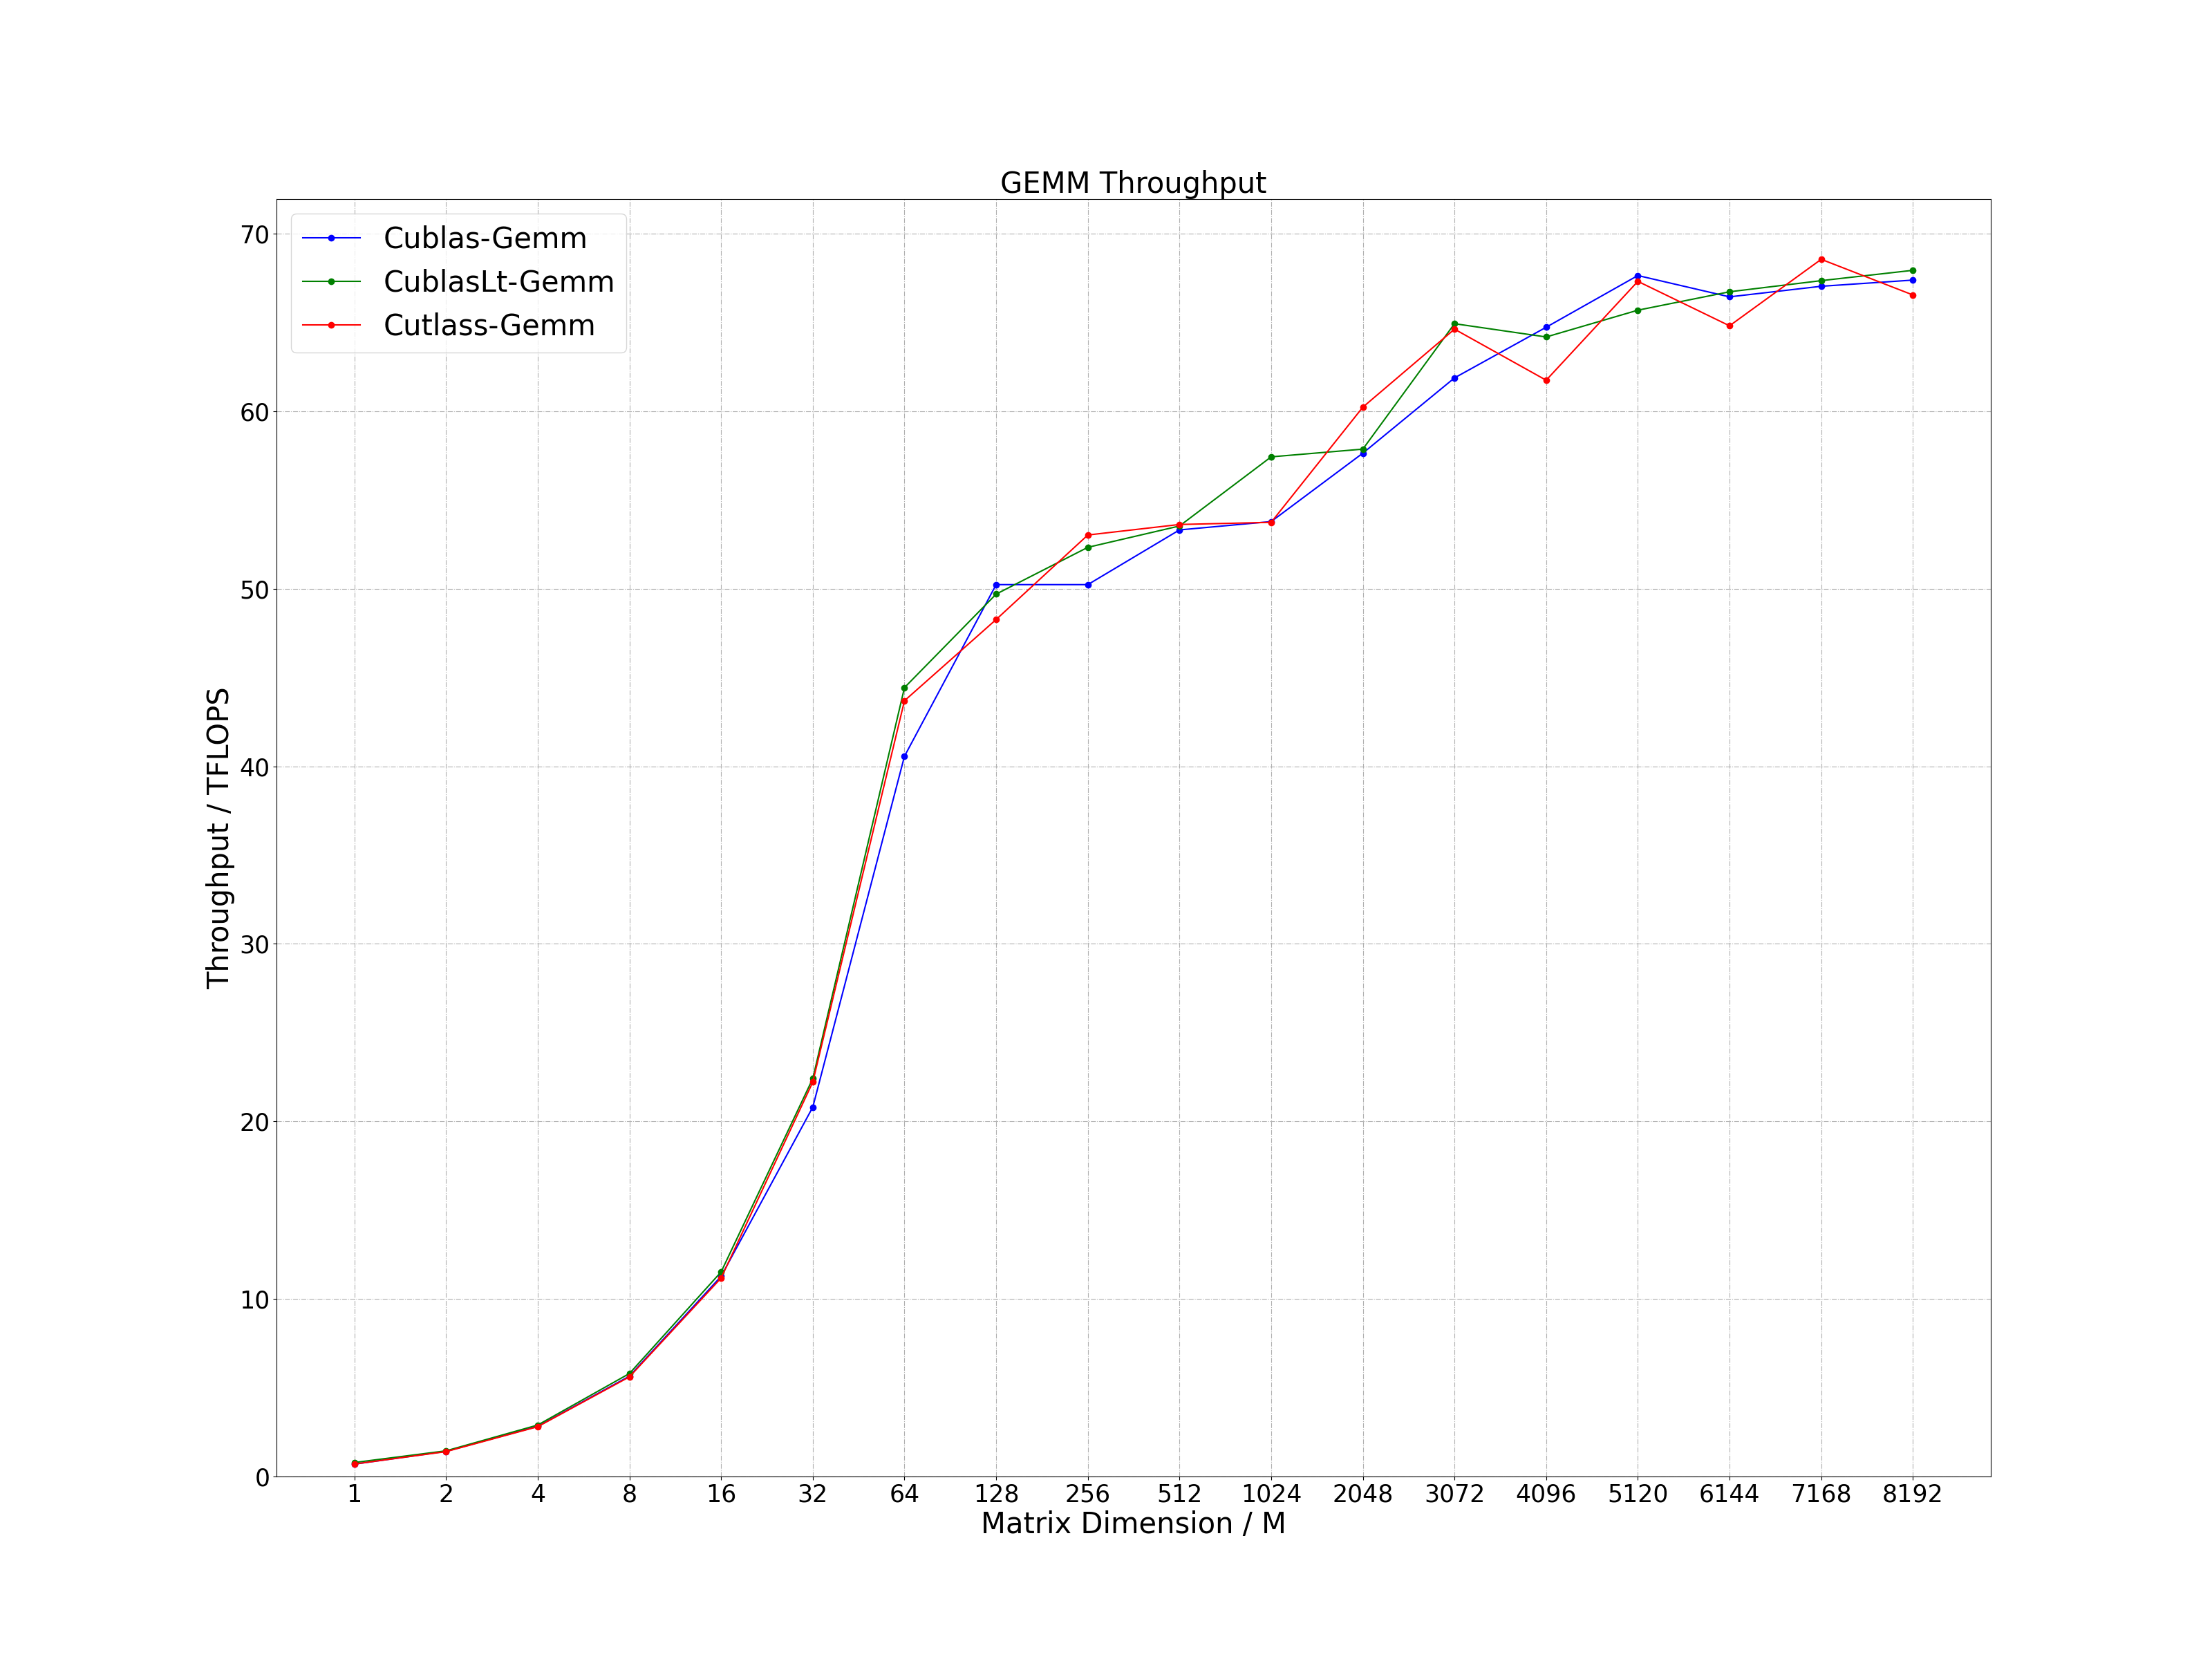 GEMM Throughput
Cublas-Gemm
CublasLt-Gemm
Cutlass-Gemm
70
60
50
40
30
20
10
0
Throughput / TFLOPS
1 2 4 8 16 32 64 128 256 512 1024 2048 3072 4096 5120 6144 7168 8192
Matrix Dimension / M